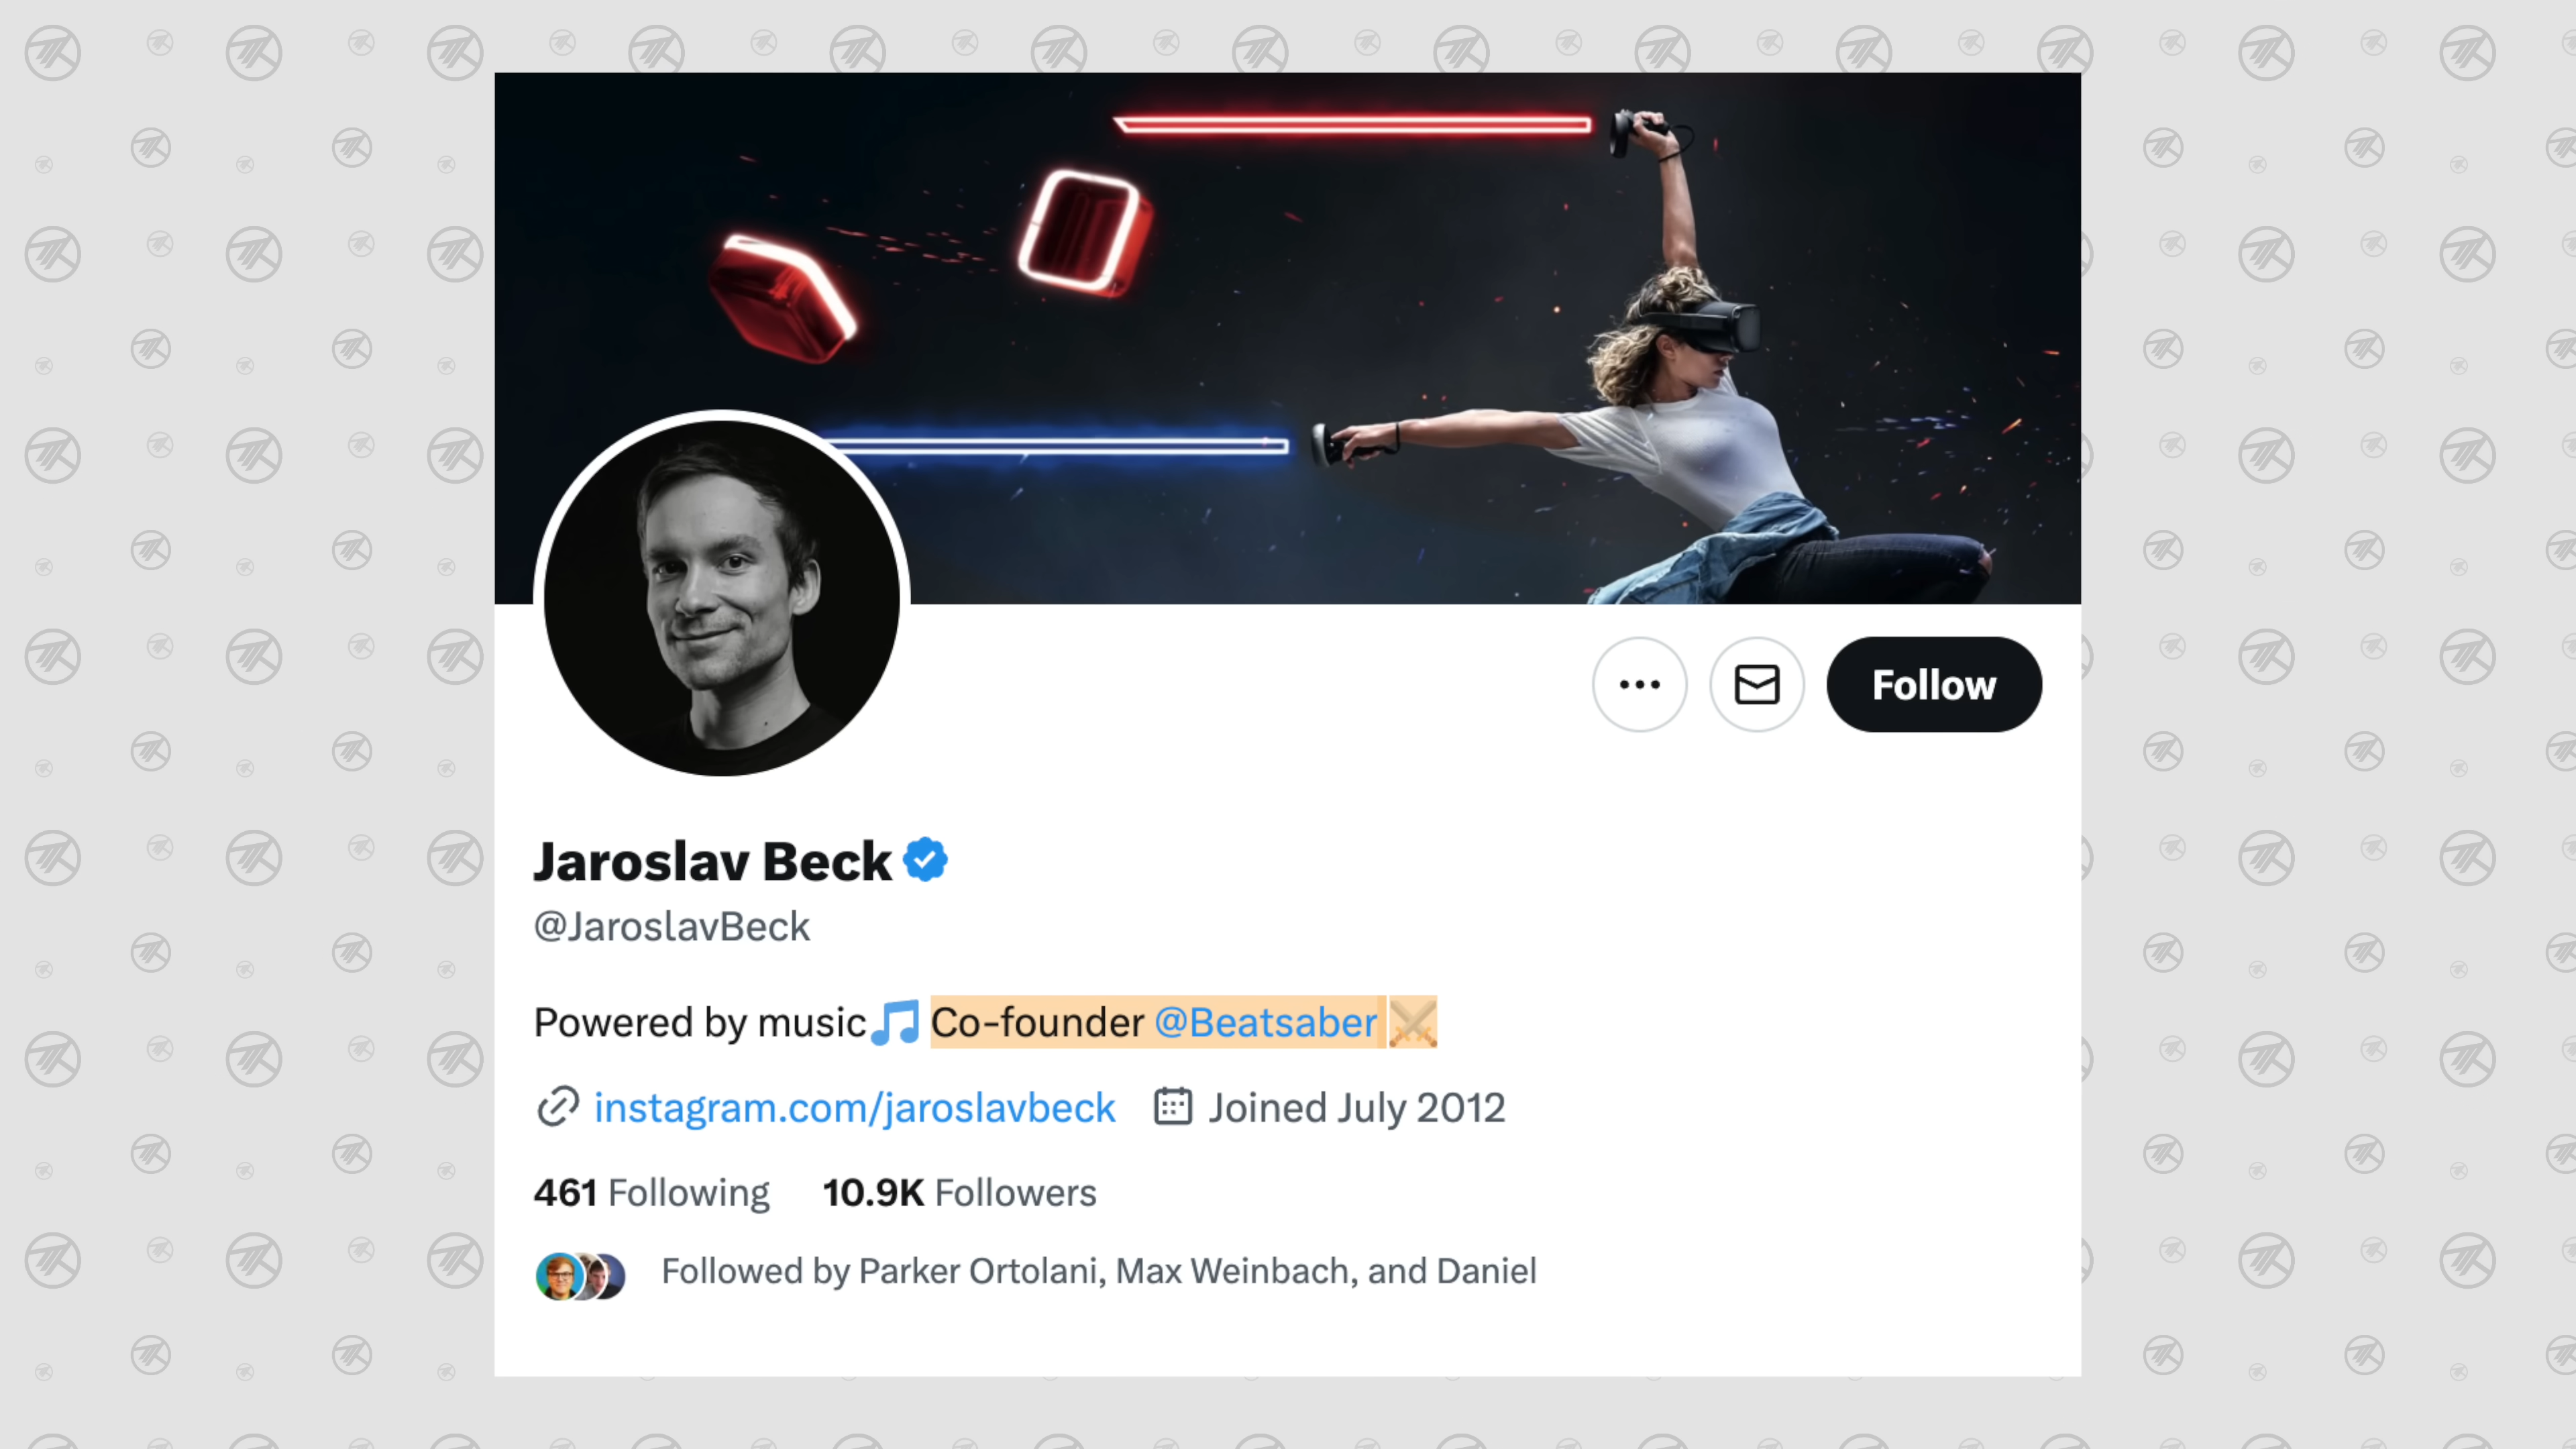 Follow
Jaroslav Beck
@JaroslavBeck
Powered by music🎵 Co-founder @Beatsaber ⚔️
instagram.com/jaroslavbeck Joined July 2012
461 Following 10.9K Followers
Followed by Parker Ortolani, Max Weinbach, and Daniel